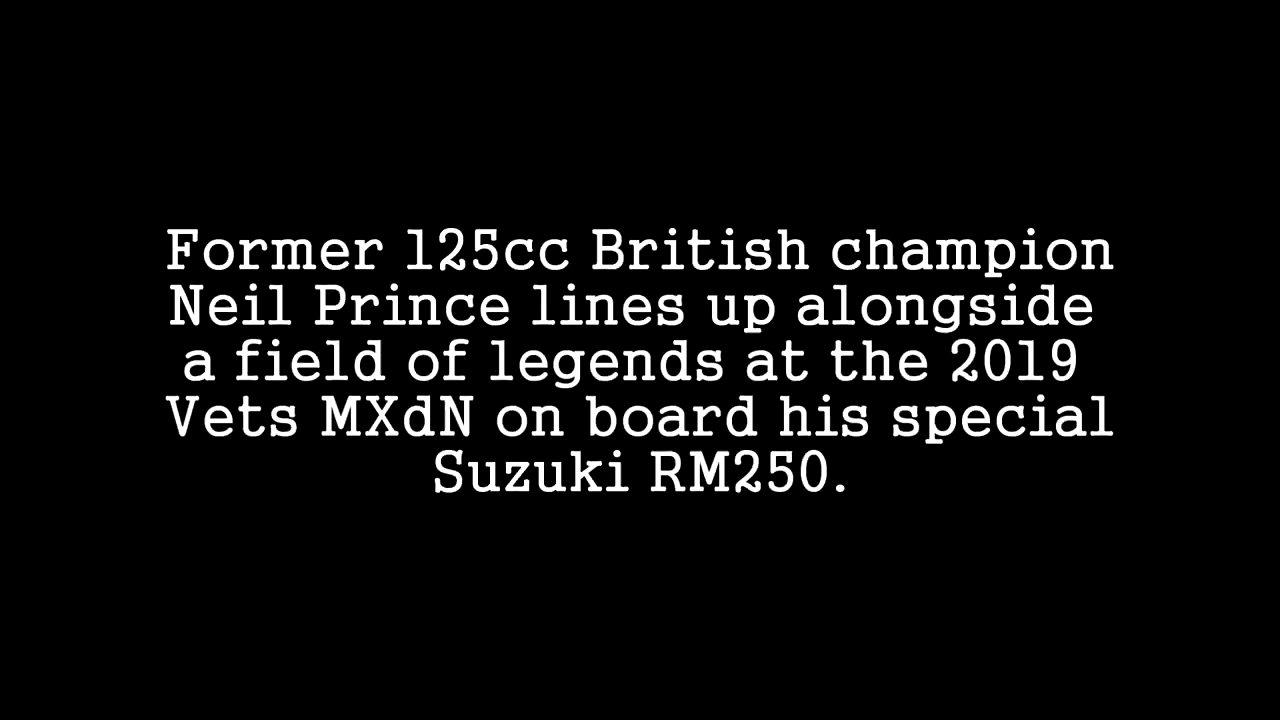 Former 125cc British champion
Neil Prince lines up alongside
a field of legends at the 2019
Vets MXdN on board his special
Suzuki RM250.